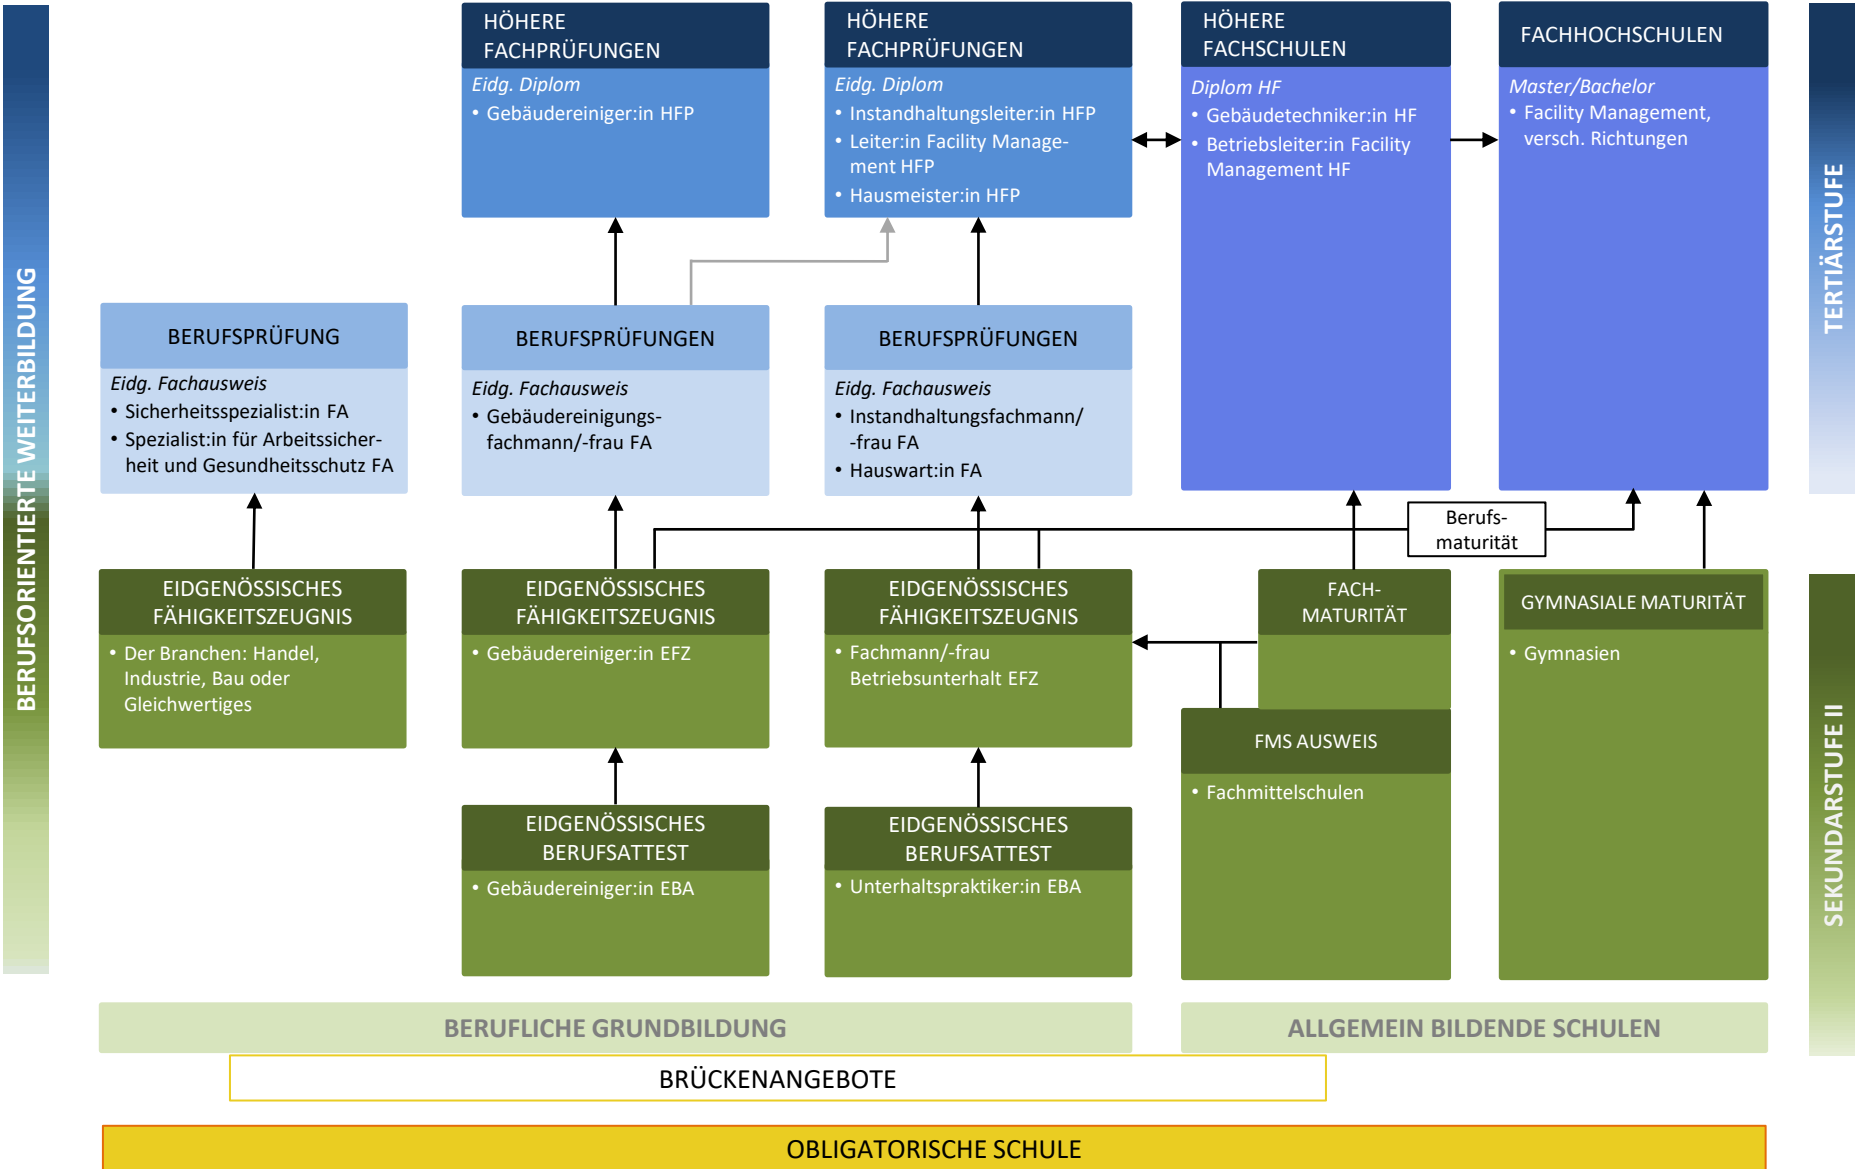 BERUFSORIENTIERTE WEITERBILDUNG
HÖHERE
FACHPRÜFUNGEN
Eidg. Diplom
• Gebäudereiniger:in HFP
HÖHERE
FACHPRÜFUNGEN
Eidg. Diplom
• Instandhaltungsleiter:in HFP
• Leiter:in Facility Manage-
ment HFP
• Hausmeister:in HFP
HÖHERE
FACHSCHULEN
Diplom HF
• Gebäudetechniker:in HF
• Betriebsleiter:in Facility
Management HF
FACHHOCHSCHULEN
Master/Bachelor
• Facility Management,
versch. Richtungen
TERTIÄRSTUFE
BERUFSPRÜFUNG
Eidg. Fachausweis
• Sicherheitsspezialist:in FA
• Spezialist:in für Arbeitssicher-
heit und Gesundheitsschutz FA
BERUFSPRÜFUNGEN
Eidg. Fachausweis
• Gebäudereinigungs-
fachmann/-frau FA
BERUFSPRÜFUNGEN
Eidg. Fachausweis
• Instandhaltungsfachmann/
-frau FA
• Hauswart:in FA
Berufs-
maturität
EIDGENÖSSISCHES
FÄHIGKEITSZEUGNIS
• Der Branchen: Handel,
Industrie, Bau oder
Gleichwertiges
EIDGENÖSSISCHES
FÄHIGKEITSZEUGNIS
• Gebäudereiniger:in EFZ
EIDGENÖSSISCHES
FÄHIGKEITSZEUGNIS
• Fachmann/-frau
Betriebsunterhalt EFZ
FACH-
MATURITÄT
GYMNASIALE MATURITÄT
• Gymnasien
FMS AUSWEIS
• Fachmittelschulen
SEKUNDARSTUFE II
EIDGENÖSSISCHES
BERUFSATTEST
• Gebäudereiniger:in EBA
EIDGENÖSSISCHES
BERUFSATTEST
• Unterhaltspraktiker:in EBA
BERUFLICHE GRUNDBILDUNG
ALLGEMEIN BILDENDE SCHULEN
BRÜCKENANGEBOTE
OBLIGATORISCHE SCHULE